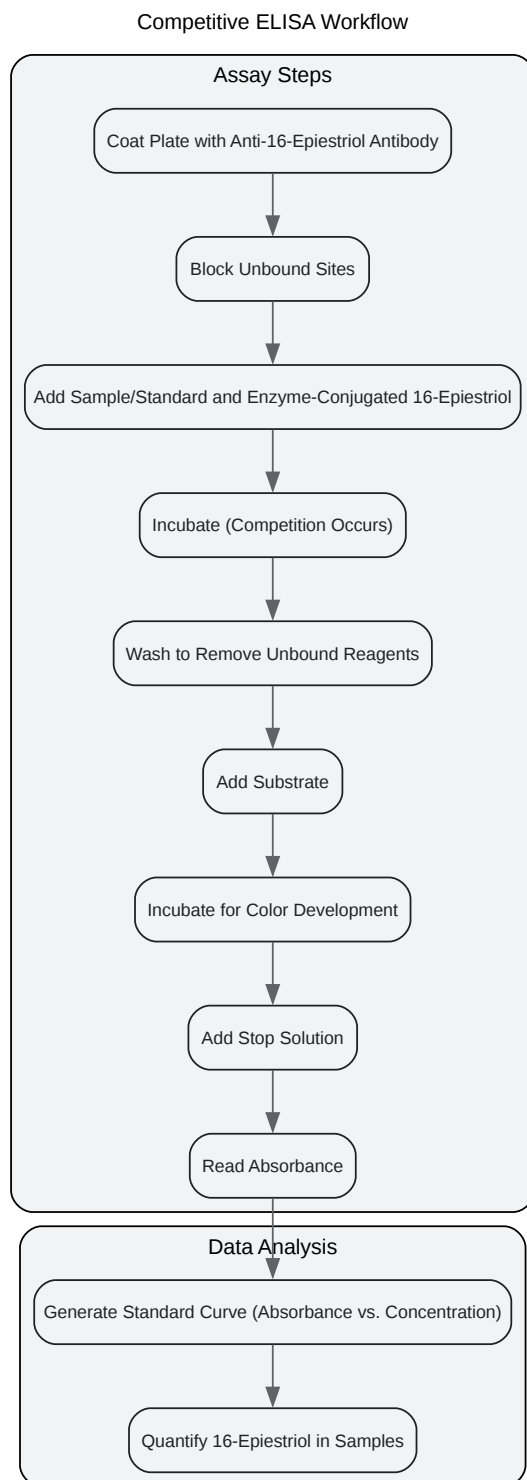 Competitive ELISA Workflow
Assay Steps
Coat Plate with Anti-16-Epiestriol Antibody
Block Unbound Sites
Add Sample/Standard and Enzyme-Conjugated 16-Epiestriol
Incubate (Competition Occurs)
Wash to Remove Unbound Reagents
Add Substrate
Incubate for Color Development
Add Stop Solution
Read Absorbance
Data Analysis
Generate Standard Curve (Absorbance vs. Concentration)
Quantify 16-Epiestriol in Samples